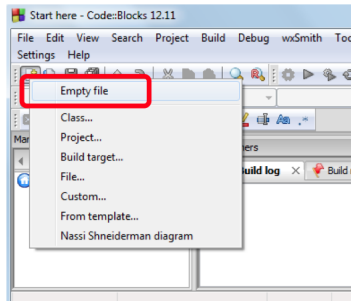 Start here - Code::Blocks 12.11
File Edit View Search Project Build Debug wxSmith
Settings Help
Empty file
Class...
Project...
Build target...
File...
Custom...
From template...
Nassi Shneiderman diagram
Build log
Build